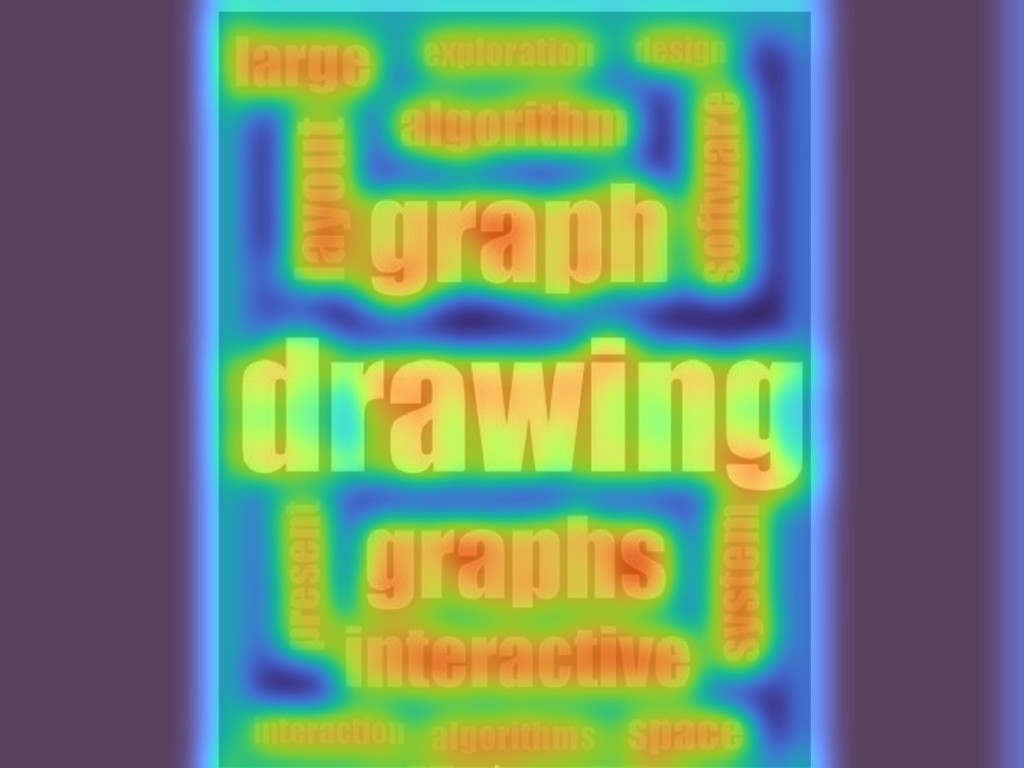 large exploration design
algorithm
layout graph software
drawing
present graphs system
interactive
interaction algorithms space